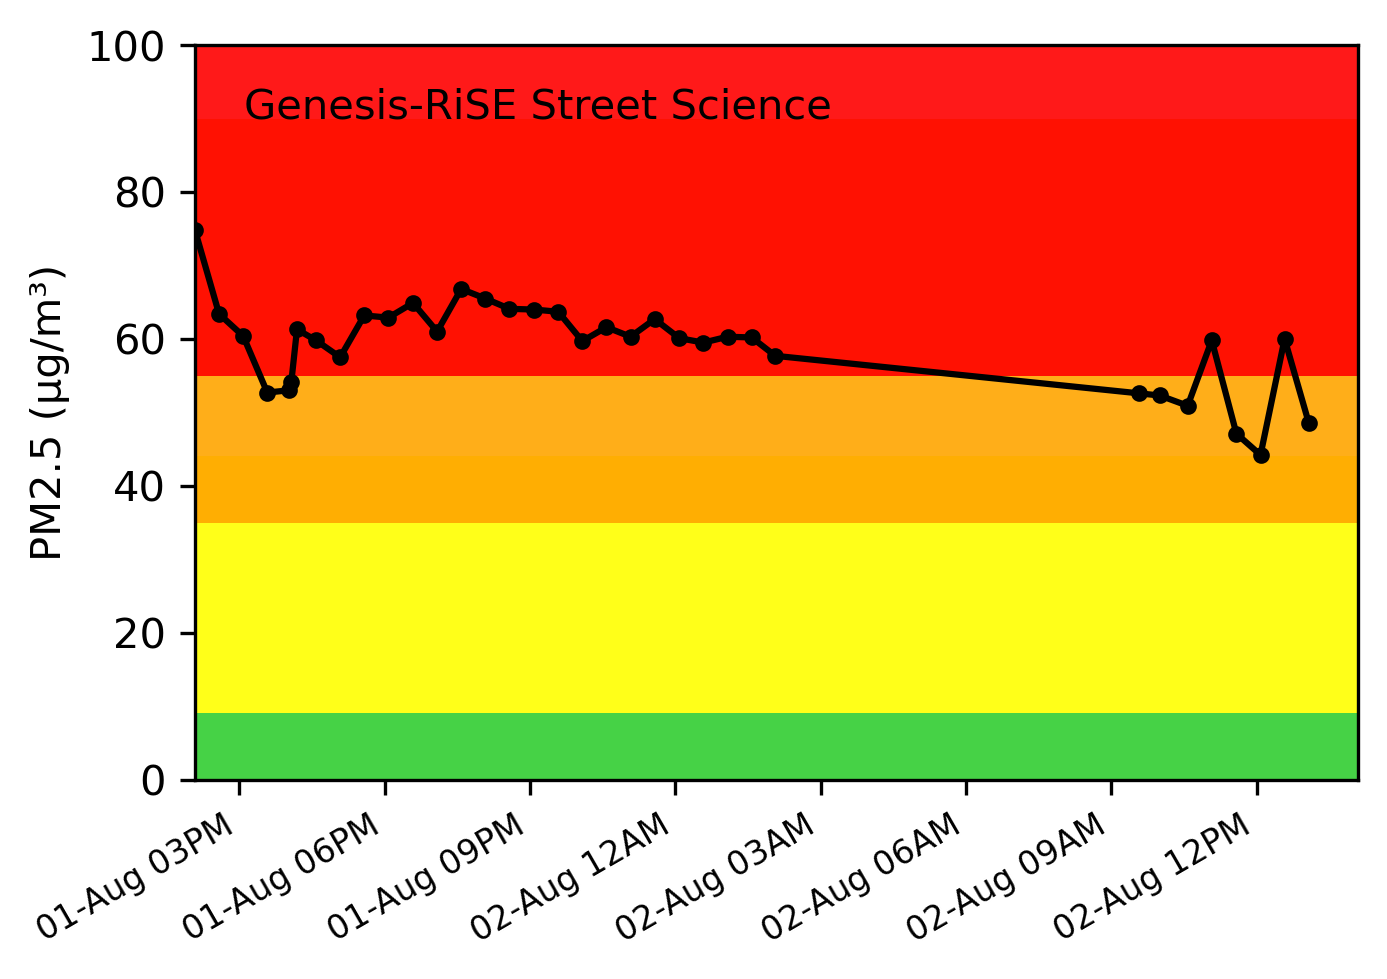 Genesis-RiSE Street Science
PM2.5 (µg/m³)
100
80
60
40
20
0
01-Aug 03PM
01-Aug 06PM
01-Aug 09PM
02-Aug 12AM
02-Aug 03AM
02-Aug 06AM
02-Aug 09AM
02-Aug 12PM